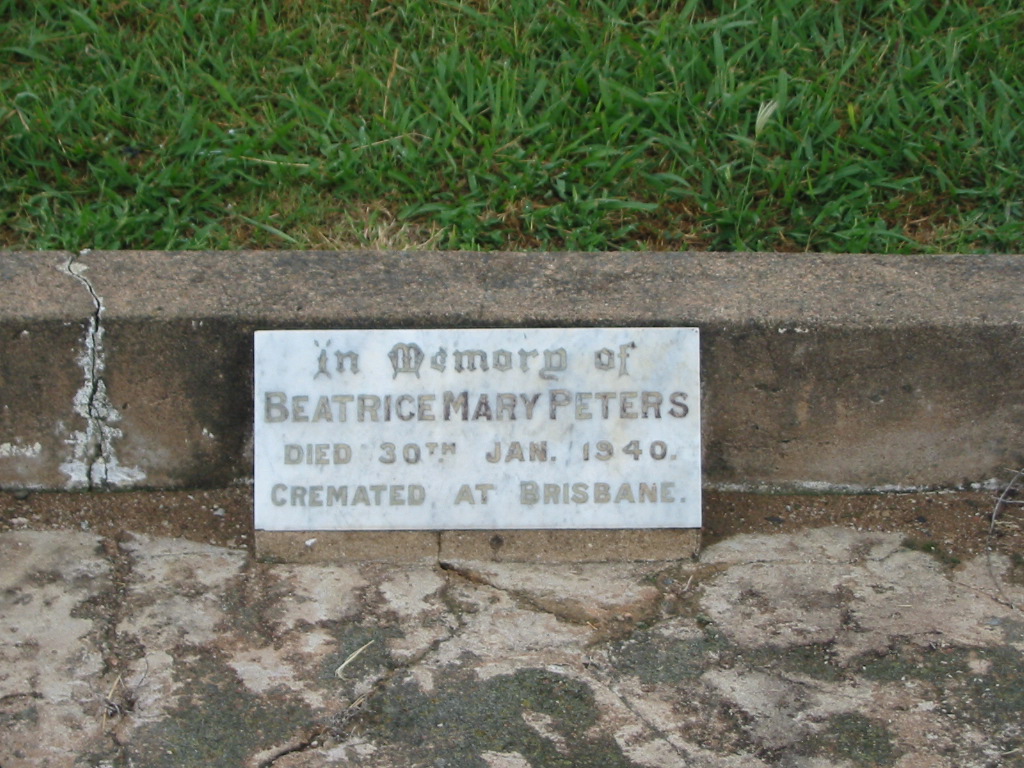 In Memory of
BEATRICE MARY PETERS
DIED 30TH JAN. 1940.
CREMATED AT BRISBANE.